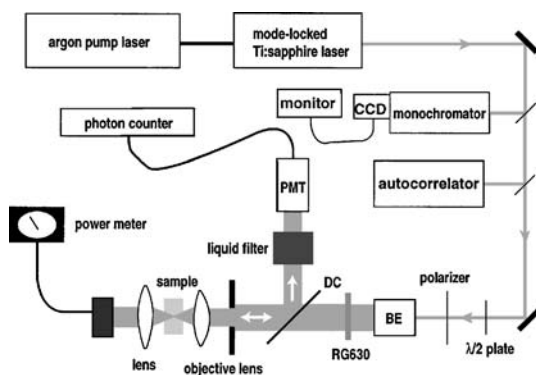 argon pump laser
mode-locked
Ti:sapphire laser
monitor
CCD
monochromator
photon counter
PMT
autocorrelator
power meter
liquid filter
sample
DC
polarizer
BE
lens
objective lens
RG630
λ/2 plate